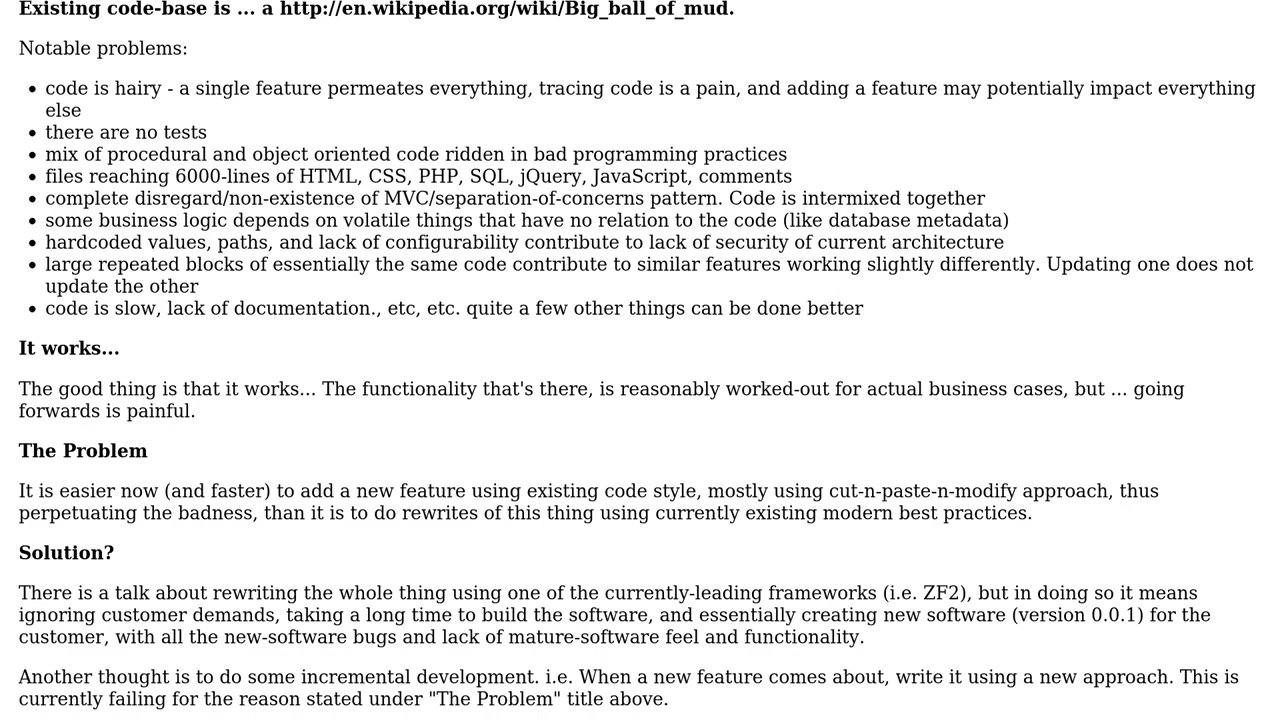 Existing code-base is ... a http://en.wikipedia.org/wiki/Big_ball_of_mud.
Notable problems:
• code is hairy - a single feature permeates everything, tracing code is a pain, and adding a feature may potentially impact everything
else
• there are no tests
• mix of procedural and object oriented code ridden in bad programming practices
• files reaching 6000-lines of HTML, CSS, PHP, SQL, jQuery, JavaScript, comments
• complete disregard/non-existence of MVC/separation-of-concerns pattern. Code is intermixed together
• some business logic depends on volatile things that have no relation to the code (like database metadata)
• hardcoded values, paths, and lack of configurability contribute to lack of security of current architecture
• large repeated blocks of essentially the same code contribute to similar features working slightly differently. Updating one does not
update the other
• code is slow, lack of documentation., etc, etc. quite a few other things can be done better
It works...
The good thing is that it works... The functionality that's there, is reasonably worked-out for actual business cases, but ... going
forwards is painful.
The Problem
It is easier now (and faster) to add a new feature using existing code style, mostly using cut-n-paste-n-modify approach, thus
perpetuating the badness, than it is to do rewrites of this thing using currently existing modern best practices.
Solution?
There is a talk about rewriting the whole thing using one of the currently-leading frameworks (i.e. ZF2), but in doing so it means
ignoring customer demands, taking a long time to build the software, and essentially creating new software (version 0.0.1) for the
customer, with all the new-software bugs and lack of mature-software feel and functionality.
Another thought is to do some incremental development. i.e. When a new feature comes about, write it using a new approach. This is
currently failing for the reason stated under "The Problem" title above.